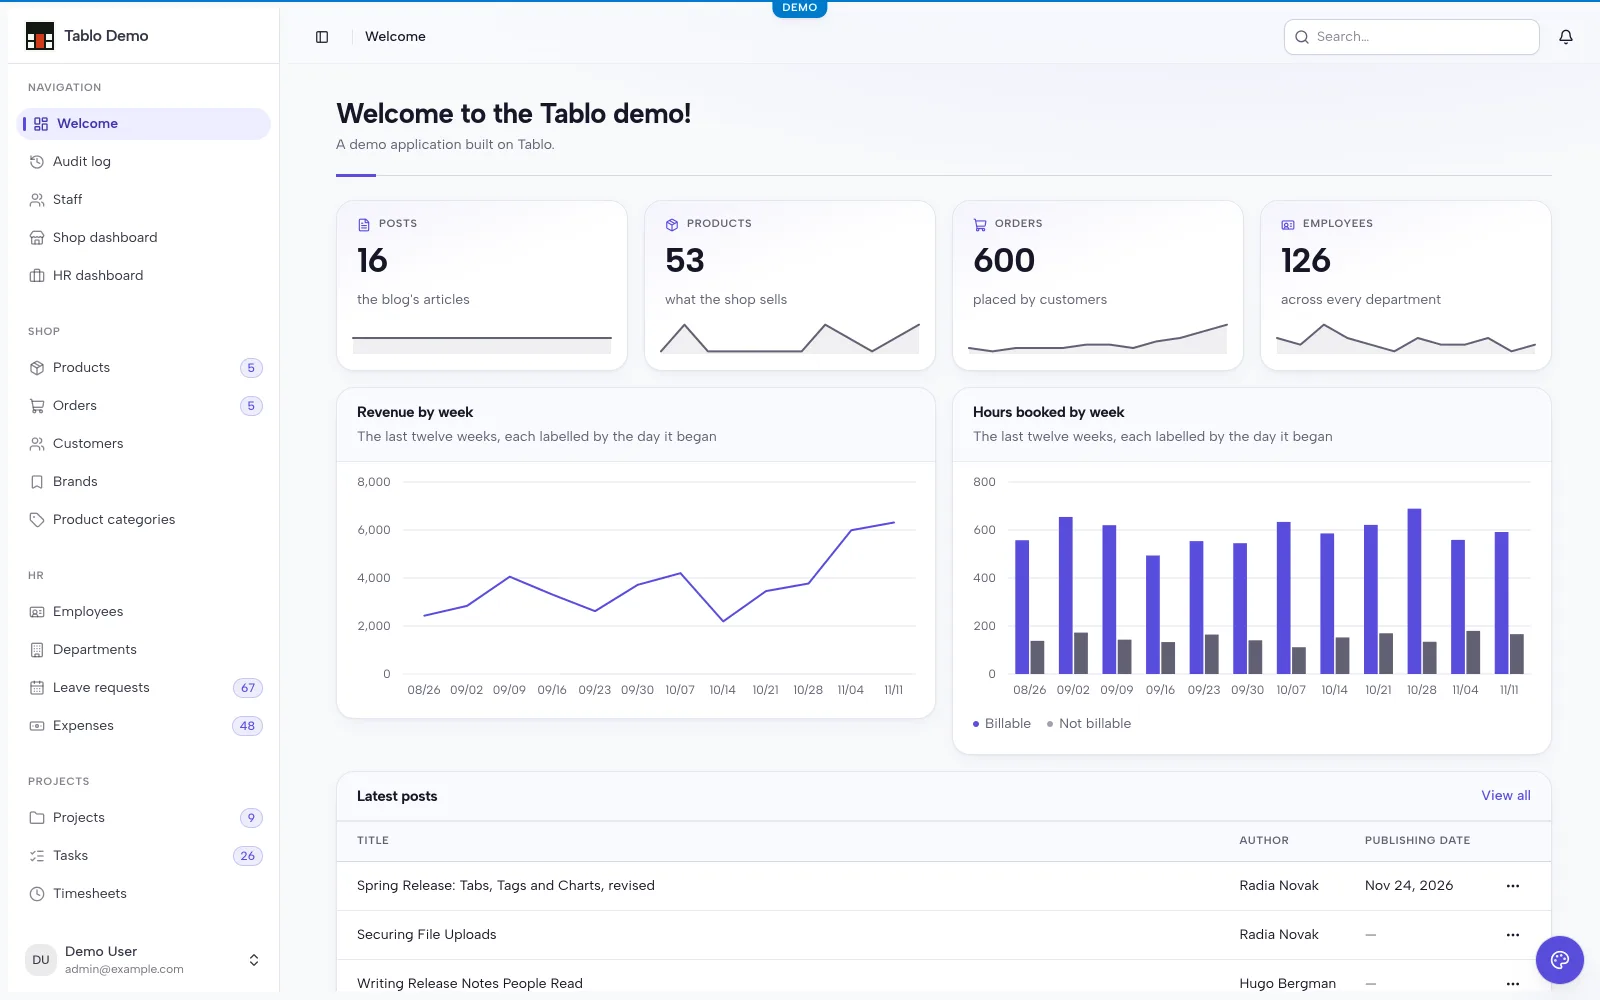 DEMO
Tablo Demo
Welcome
Search...
NAVIGATION
Welcome
Audit log
Staff
Shop dashboard
HR dashboard
SHOP
Products 5
Orders 5
Customers
Brands
Product categories
HR
Employees
Departments
Leave requests 67
Expenses 48
PROJECTS
Projects 9
Tasks 26
Timesheets
DU
Demo User
admin@example.com
Welcome to the Tablo demo!
A demo application built on Tablo.
POSTS
16
the blog's articles
PRODUCTS
53
what the shop sells
ORDERS
600
placed by customers
EMPLOYEES
126
across every department
Revenue by week
The last twelve weeks, each labelled by the day it began
8,000
6,000
4,000
2,000
0
08/26 09/02 09/09 09/16 09/23 09/30 10/07 10/14 10/21 10/28 11/04 11/11
Hours booked by week
The last twelve weeks, each labelled by the day it began
800
600
400
200
0
08/26 09/02 09/09 09/16 09/23 09/30 10/07 10/14 10/21 10/28 11/04 11/11
Billable Not billable
Latest posts View all
TITLE AUTHOR PUBLISHING DATE
Spring Release: Tabs, Tags and Charts, revised Radia Novak Nov 24, 2026
Securing File Uploads Radia Novak —
Writing Release Notes People Read Hugo Bergman —